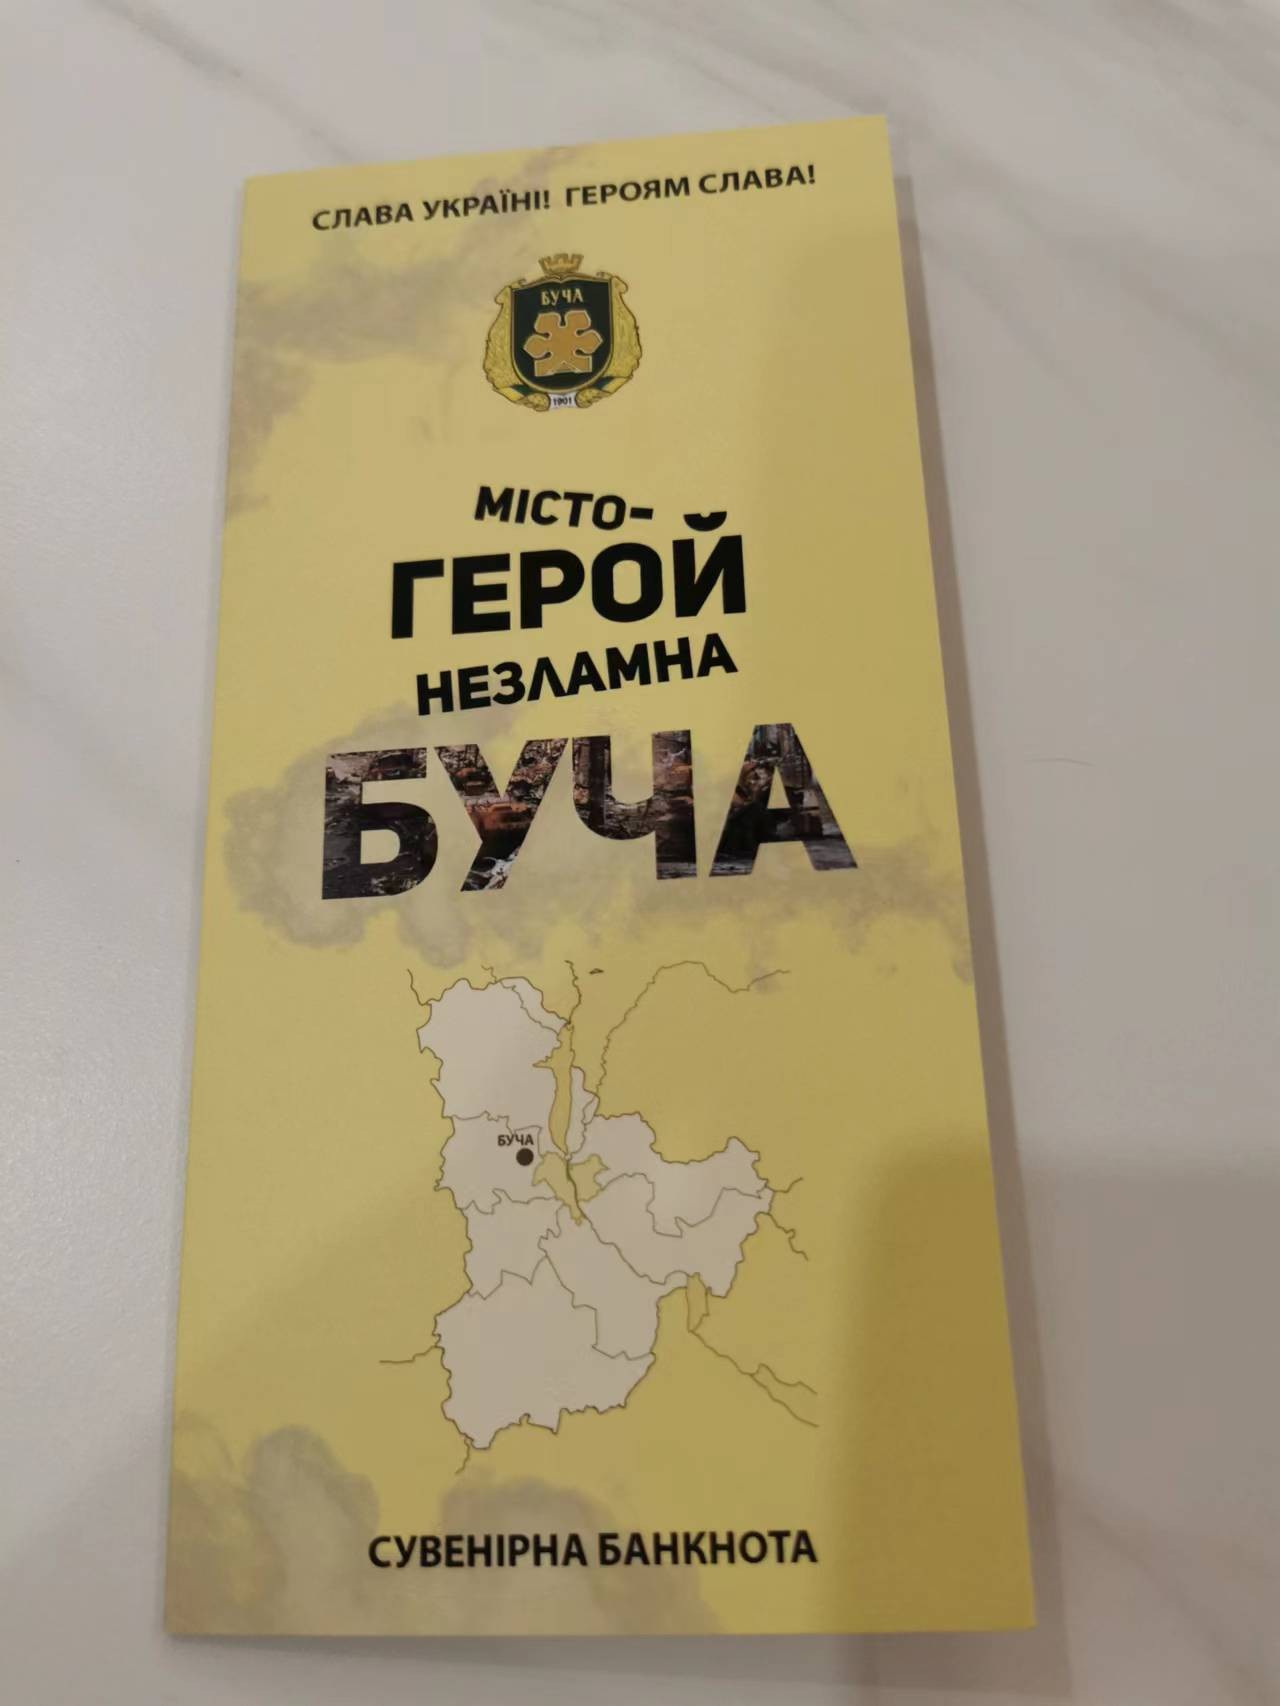 СЛАВА УКРАЇНІ! ГЕРОЯМ СЛАВА!
БУЧА
1901
МІСТО-
ГЕРОЙ
НЕЗЛАМНА
БУЧА
БУЧА
СУВЕНІРНА БАНКНОТА